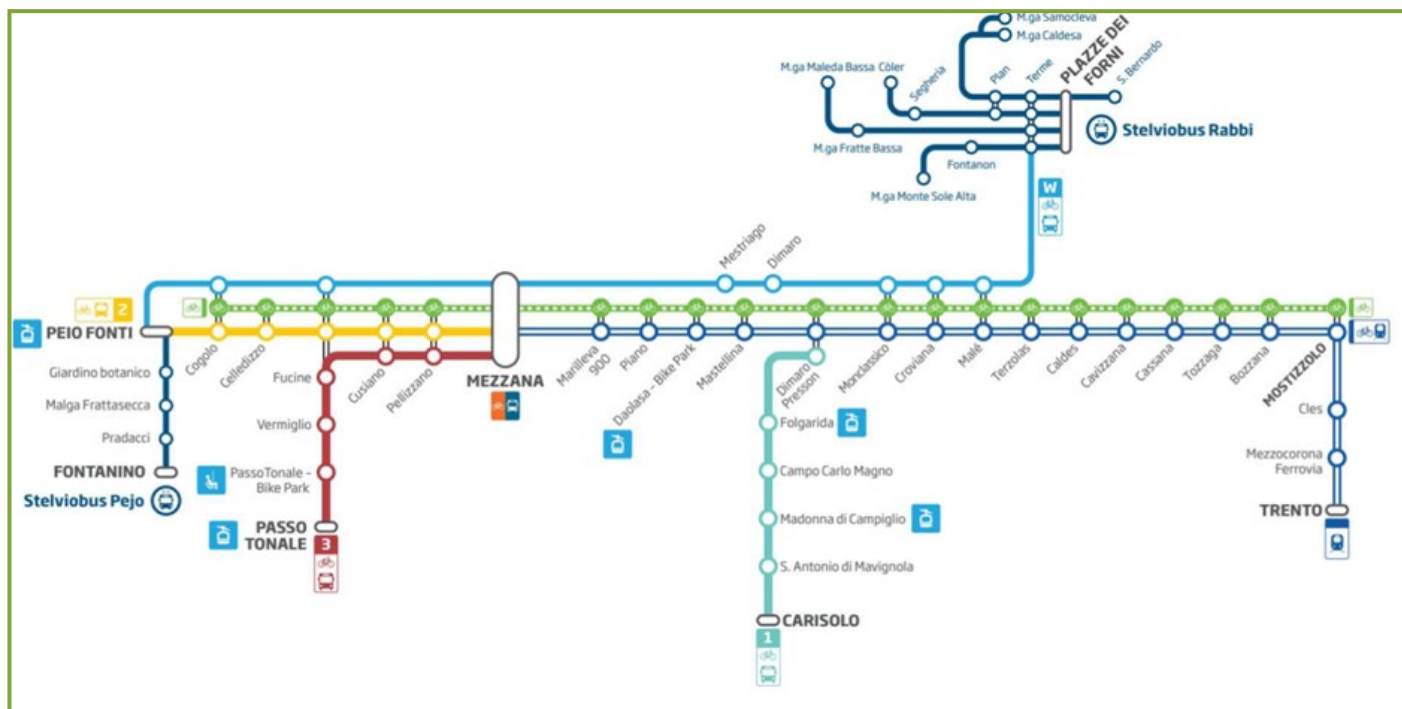 M.ga Samocleva
M.ga Caldesa
PLAZZE DEI
FORNI
M.ga Maleda Bassa
Còler
Segheria
Plan
Terme
S. Bernardo
Stelviobus Rabbi
M.ga Fratte Bassa
Fontanon
M.ga Monte Sole Alta
W
Mestriago
Dimaro
2
PEIO FONTI
Cogolo
Celledizzo
Fucine
Cusiano
Pellizzano
MEZZANA
Marilleva
900
Piano
Daolasa – Bike Park
Mastellina
Dimaro
Presson
Monclassico
Croviana
Malé
Terzolas
Caldes
Cavizzana
Cassana
Tozzaga
Bozzana
MOSTIZZOLO
Giardino botanico
Malga Frattasecca
Pradacci
FONTANINO
Stelviobus Pejo
Vermiglio
PassoTonale –
Bike Park
PASSO
TONALE
3
Folgarida
Campo Carlo Magno
Madonna di Campiglio
S. Antonio di Mavignola
CARISOLO
1
Cles
Mezzocorona
Ferrovia
TRENTO